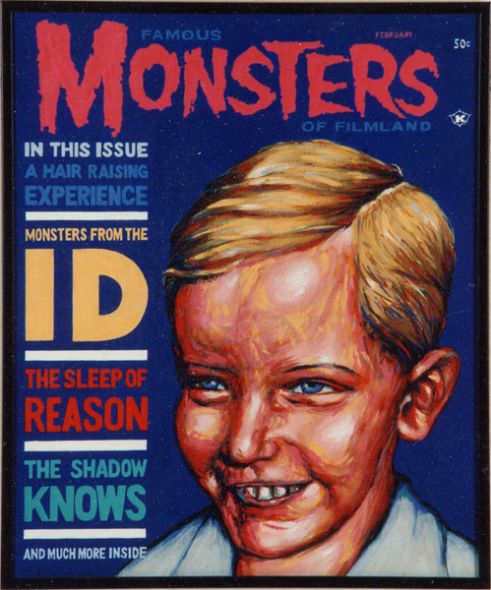 FAMOUS
FEBRUARY
50¢
MONSTERS
OF FILMLAND
K
IN THIS ISSUE
A HAIR RAISING
EXPERIENCE
MONSTERS FROM THE
ID
THE SLEEP OF
REASON
THE SHADOW
KNOWS
AND MUCH MORE INSIDE